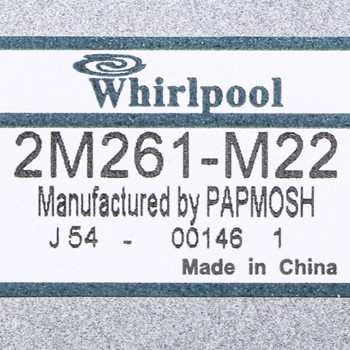 Whirlpool
2M261-M22
Manufactured by PAPMOSH
J 54 - 00146 1
Made in China